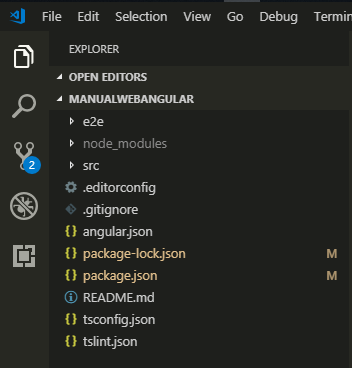 File Edit Selection View Go Debug
EXPLORER
OPEN EDITORS
MANUALWEBANGULAR
e2e
node_modules
src
.editorconfig
.gitignore
angular.json
package-lock.json M
package.json M
2
README.md
tsconfig.json
tslint.json